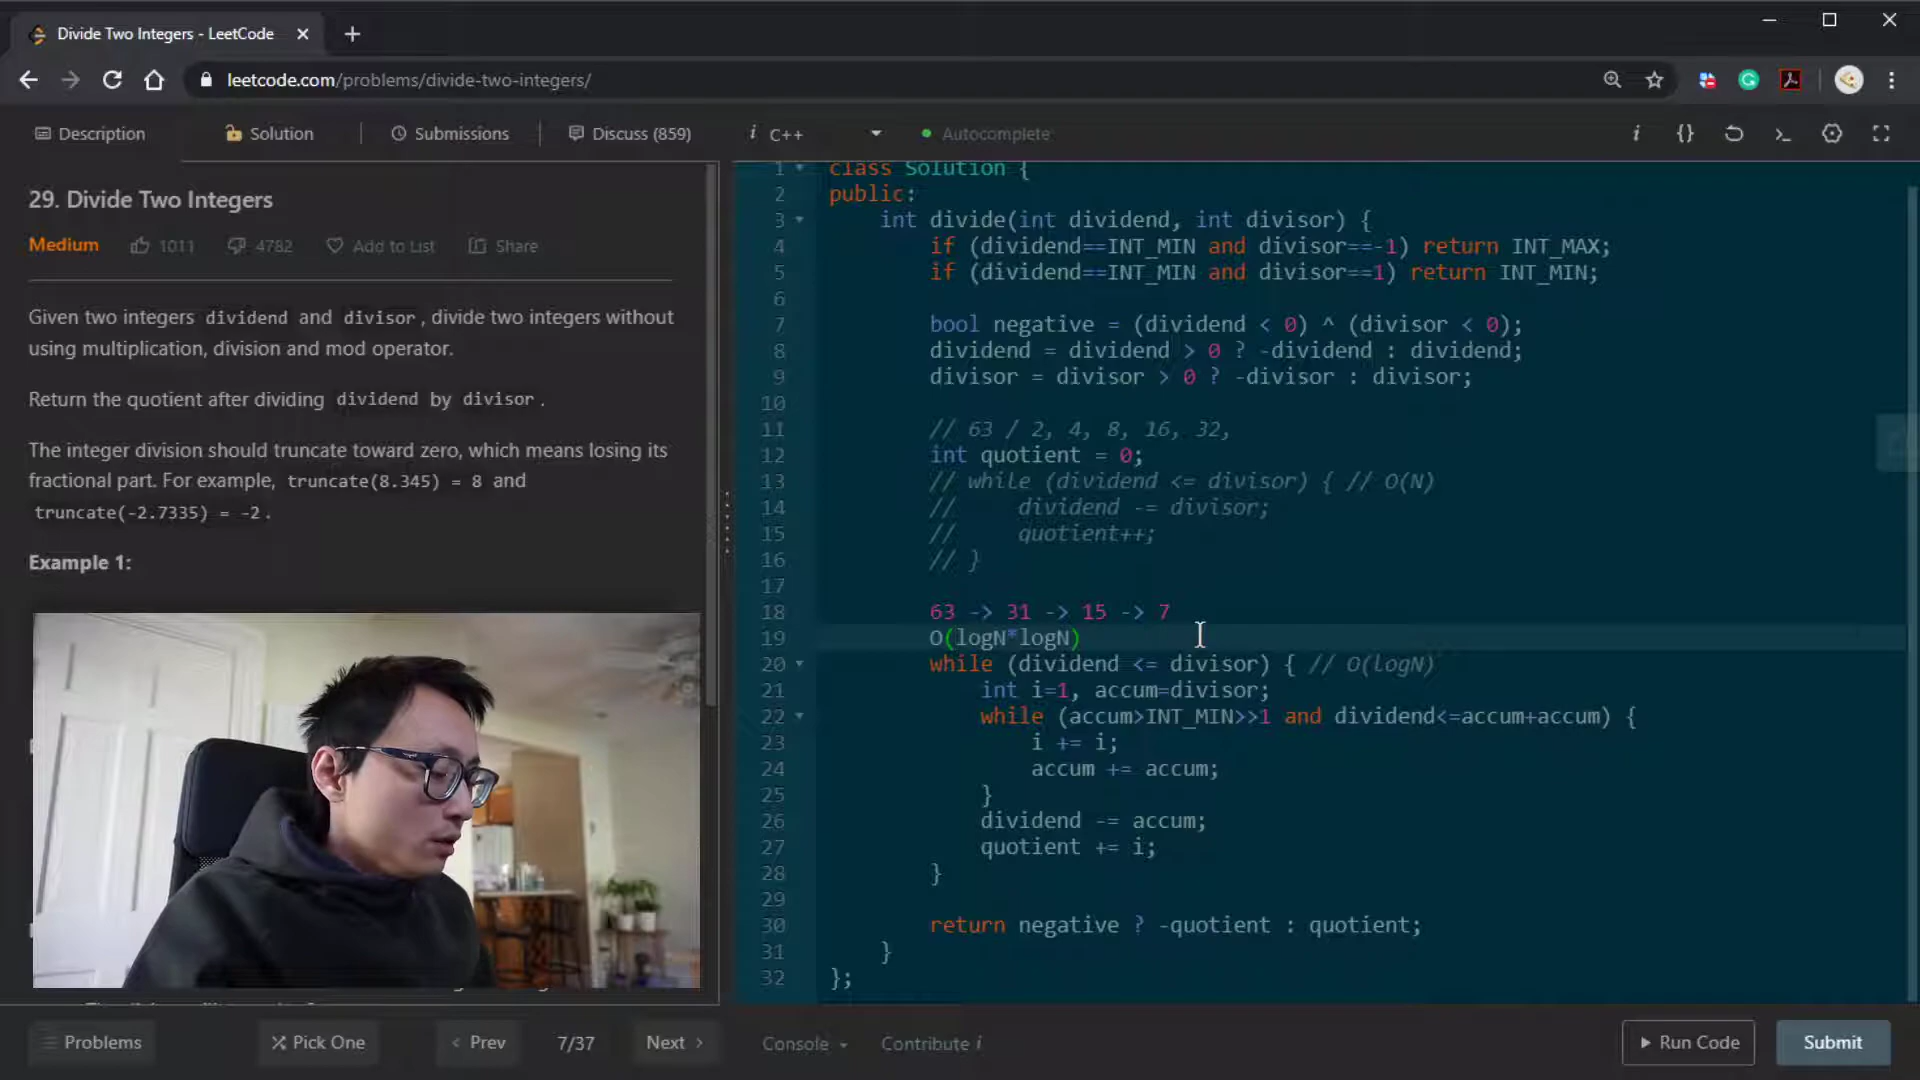 Divide Two Integers - LeetCode
leetcode.com/problems/divide-two-integers/
Description
Solution
Submissions
Discuss (859)
i C++
Autocomplete
29. Divide Two Integers
Medium 1011 4782 Add to List Share
Given two integers dividend and divisor, divide two integers without
using multiplication, division and mod operator.
Return the quotient after dividing dividend by divisor.
The integer division should truncate toward zero, which means losing its
fractional part. For example, truncate(8.345) = 8 and
truncate(-2.7335) = -2.
Example 1:
1 class Solution {
2 public:
3 int divide(int dividend, int divisor) {
4 if (dividend==INT_MIN and divisor==-1) return INT_MAX;
5 if (dividend==INT_MIN and divisor==1) return INT_MIN;
6
7 bool negative = (dividend < 0) ^ (divisor < 0);
8 dividend = dividend > 0 ? -dividend : dividend;
9 divisor = divisor > 0 ? -divisor : divisor;
10
11 // 63 / 2, 4, 8, 16, 32,
12 int quotient = 0;
13 // while (dividend <= divisor) { // O(N)
14 // dividend -= divisor;
15 // quotient++;
16 // }
17
18 63 -> 31 -> 15 -> 7
19 O(logN*logN)
20 while (dividend <= divisor) { // O(logN)
21 int i=1, accum=divisor;
22 while (accum>INT_MIN>>1 and dividend<=accum+accum) {
23 i += i;
24 accum += accum;
25 }
26 dividend -= accum;
27 quotient += i;
28 }
29
30 return negative ? -quotient : quotient;
31 }
32 };
Problems
Pick One
< Prev
7/37
Next >
Console
Contribute i
Run Code
Submit